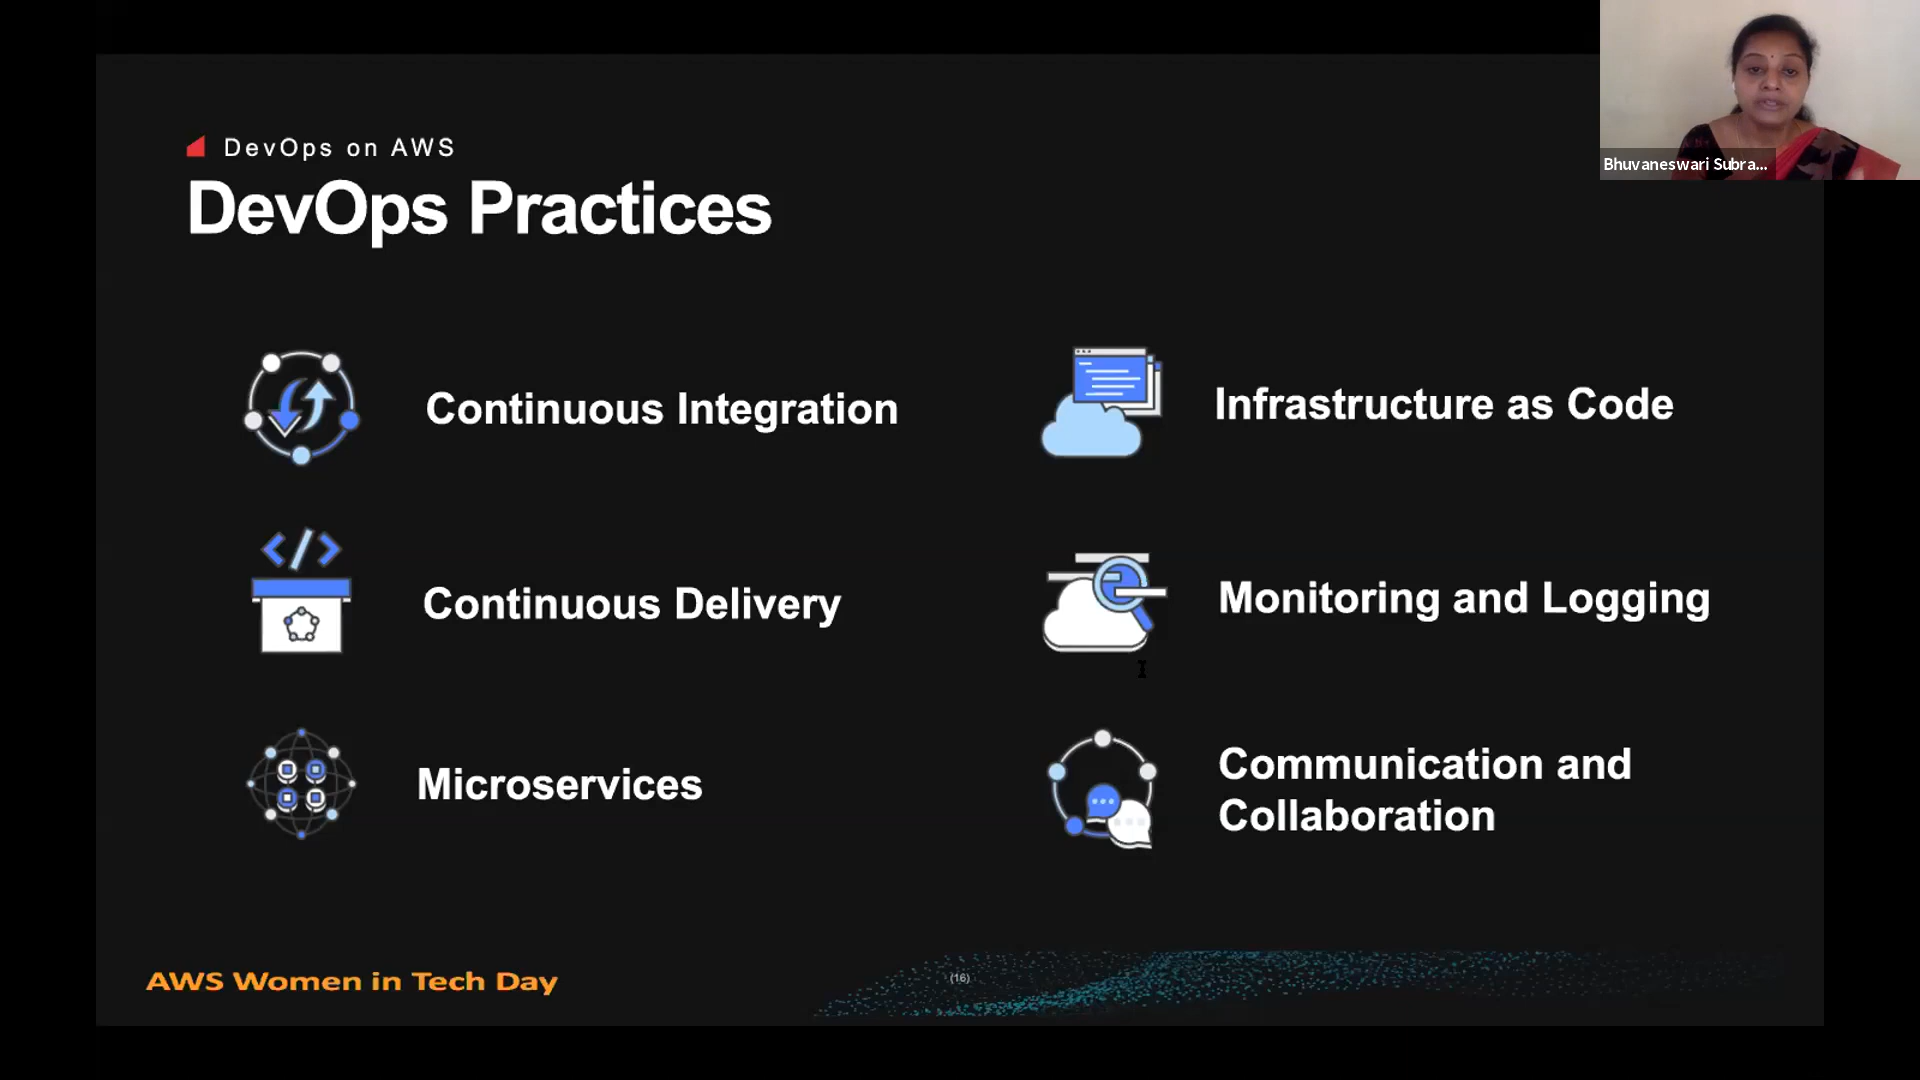 DevOps on AWS
DevOps Practices
Continuous Integration
Infrastructure as Code
Continuous Delivery
Monitoring and Logging
Microservices
Communication and
Collaboration
AWS Women in Tech Day
(16)
Bhuvaneswari Subra...